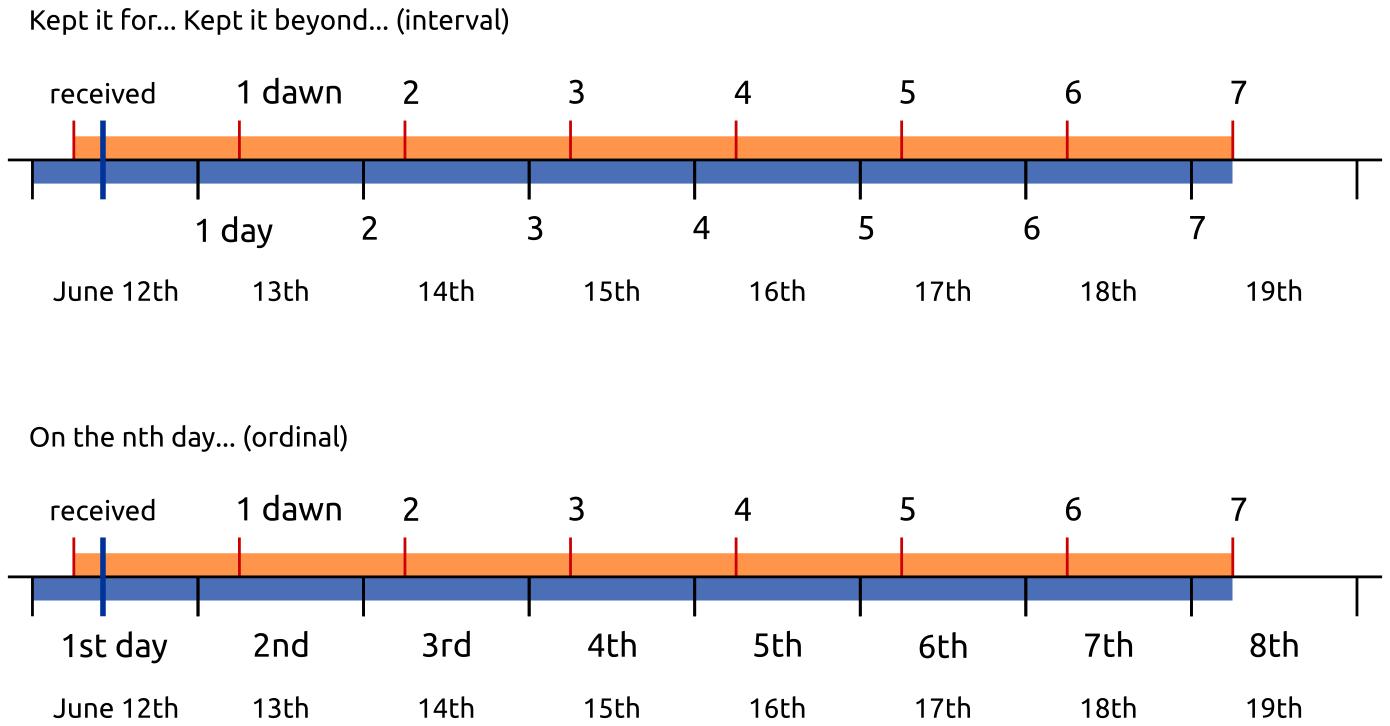 Kept it for... Kept it beyond... (interval)
received 1 dawn 2 3 4 5 6 7
1 day 2 3 4 5 6 7
June 12th 13th 14th 15th 16th 17th 18th 19th
On the nth day... (ordinal)
received 1 dawn 2 3 4 5 6 7
1st day 2nd 3rd 4th 5th 6th 7th 8th
June 12th 13th 14th 15th 16th 17th 18th 19th